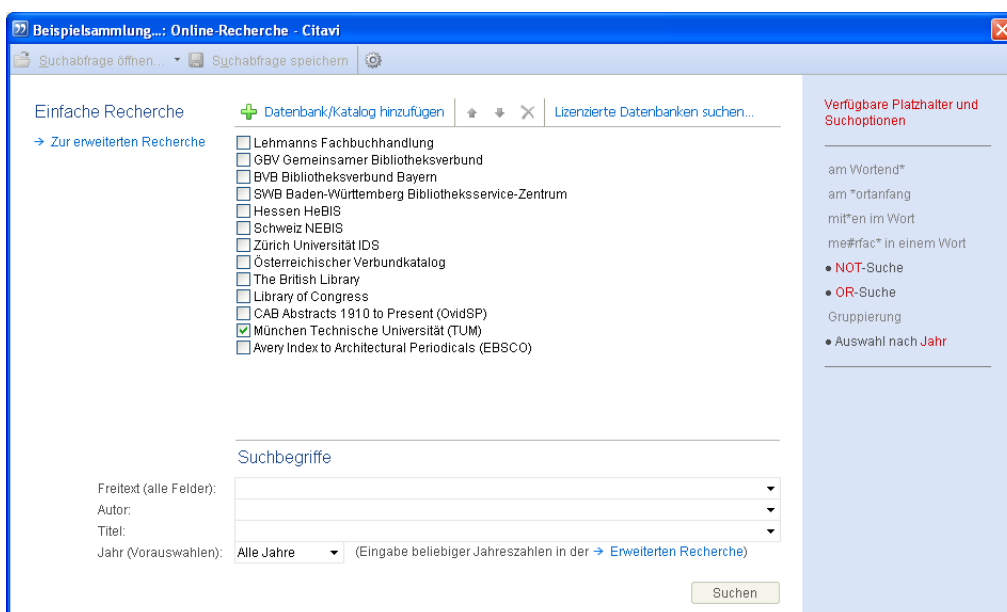 Beispielsammlung...: Online-Recherche - Citavi
Suchabfrage öffnen... Suchabfrage speichern
Einfache Recherche
→ Zur erweiterten Recherche
Datenbank/Katalog hinzufügen Lizenzierte Datenbanken suchen...
Lehmanns Fachbuchhandlung
GBV Gemeinsamer Bibliotheksverbund
BVB Bibliotheksverbund Bayern
SWB Baden-Württemberg Bibliotheksservice-Zentrum
Hessen HeBIS
Schweiz NEBIS
Zürich Universität IDS
Österreichischer Verbundkatalog
The British Library
Library of Congress
CAB Abstracts 1910 to Present (OvidSP)
München Technische Universität (TUM)
Avery Index to Architectural Periodicals (EBSCO)
Suchbegriffe
Freitext (alle Felder):
Autor:
Titel:
Jahr (Vorauswahlen): Alle Jahre (Eingabe beliebiger Jahreszahlen in der → Erweiterten Recherche)
Suchen
Verfügbare Platzhalter und
Suchoptionen
am Wortend*
am *ortanfang
mit*en im Wort
me#rfac* in einem Wort
• NOT-Suche
• OR-Suche
Gruppierung
• Auswahl nach Jahr